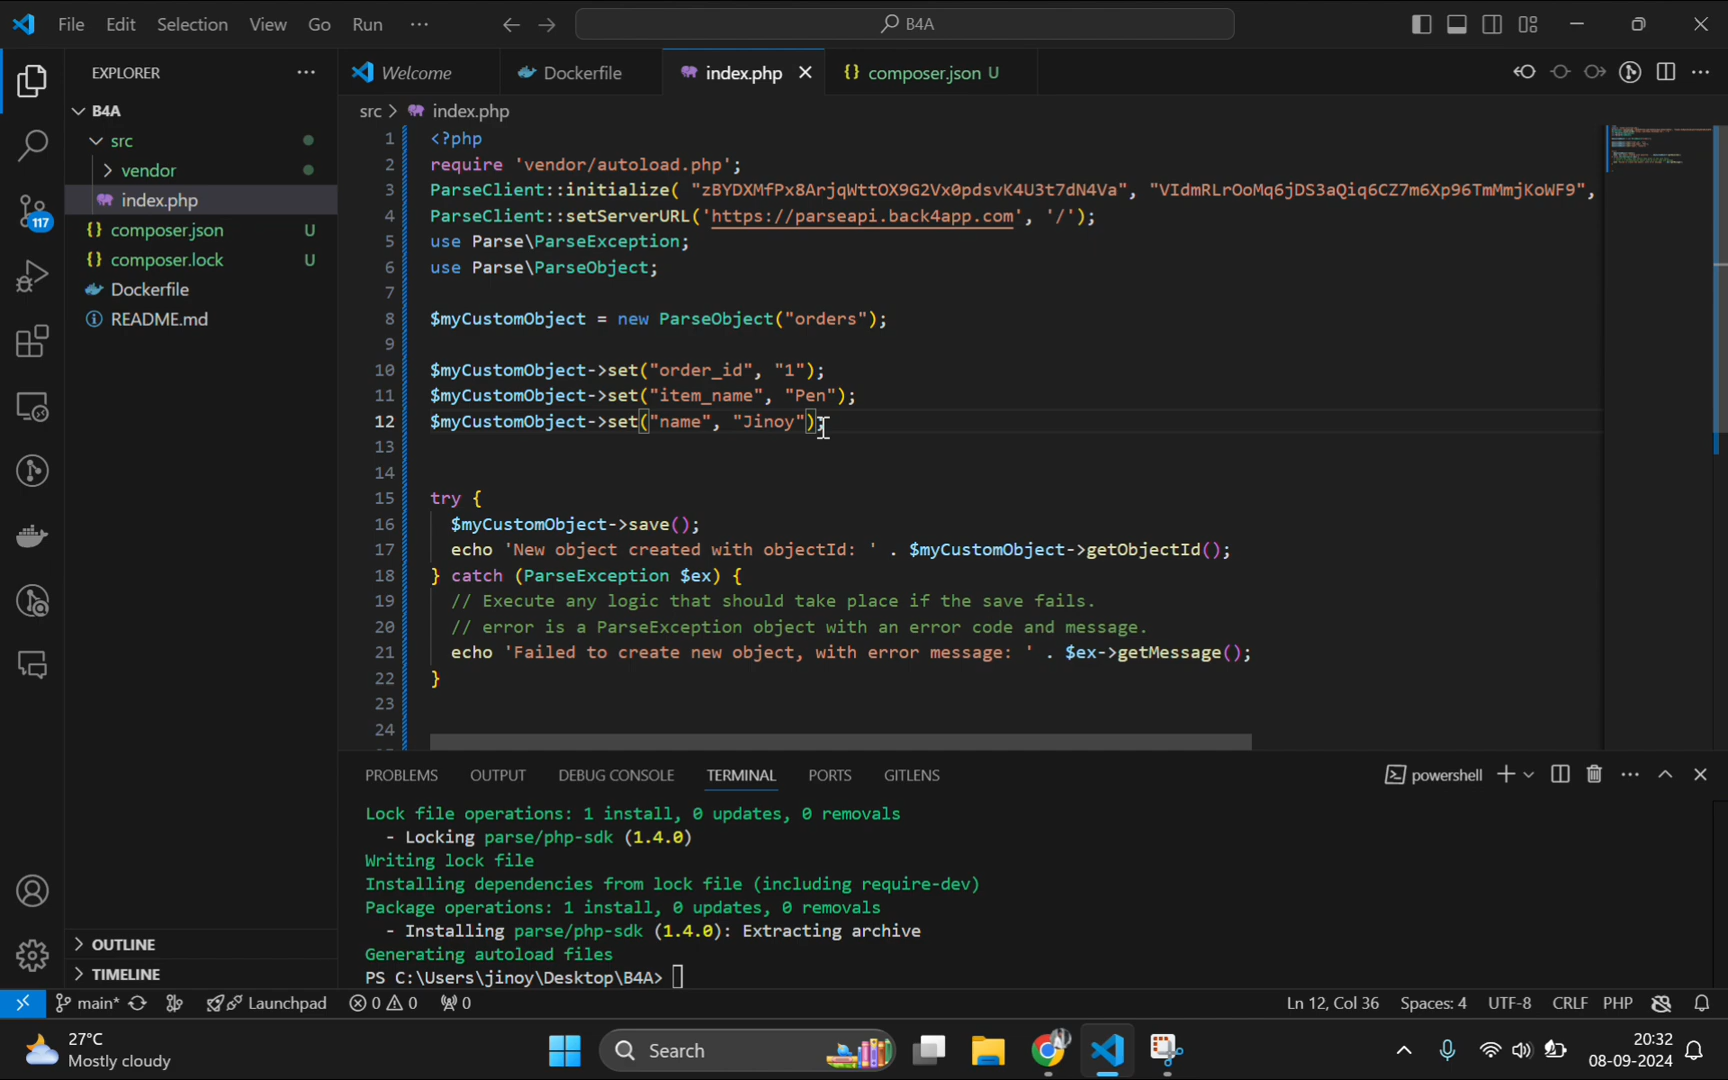 File Edit Selection View Go Run ··· B4A
EXPLORER ···
Welcome Dockerfile index.php composer.json U
B4A
src
vendor
index.php
composer.json U
composer.lock U
Dockerfile
README.md
117
OUTLINE
TIMELINE
src > index.php
1 <?php
2 require 'vendor/autoload.php';
3 ParseClient::initialize( "zBYDXMfPx8ArjqWttOX9G2Vx0pdsvK4U3t7dN4Va", "VIdmRLrOoMq6jDS3aQiq6CZ7m6Xp96TmMmjKoWF9",
4 ParseClient::setServerURL('https://parseapi.back4app.com', '/');
5 use Parse\ParseException;
6 use Parse\ParseObject;
7
8 $myCustomObject = new ParseObject("orders");
9
10 $myCustomObject->set("order_id", "1");
11 $myCustomObject->set("item_name", "Pen");
12 $myCustomObject->set("name", "Jinoy");
13
14
15 try {
16 $myCustomObject->save();
17 echo 'New object created with objectId: ' . $myCustomObject->getObjectId();
18 } catch (ParseException $ex) {
19 // Execute any logic that should take place if the save fails.
20 // error is a ParseException object with an error code and message.
21 echo 'Failed to create new object, with error message: ' . $ex->getMessage();
22 }
23
24
PROBLEMS OUTPUT DEBUG CONSOLE TERMINAL PORTS GITLENS powershell
Lock file operations: 1 install, 0 updates, 0 removals
- Locking parse/php-sdk (1.4.0)
Writing lock file
Installing dependencies from lock file (including require-dev)
Package operations: 1 install, 0 updates, 0 removals
- Installing parse/php-sdk (1.4.0): Extracting archive
Generating autoload files
PS C:\Users\jinoy\Desktop\B4A>
main* Launchpad 0 0 0 Ln 12, Col 36 Spaces: 4 UTF-8 CRLF PHP
27°C
Mostly cloudy
Search
20:32
08-09-2024